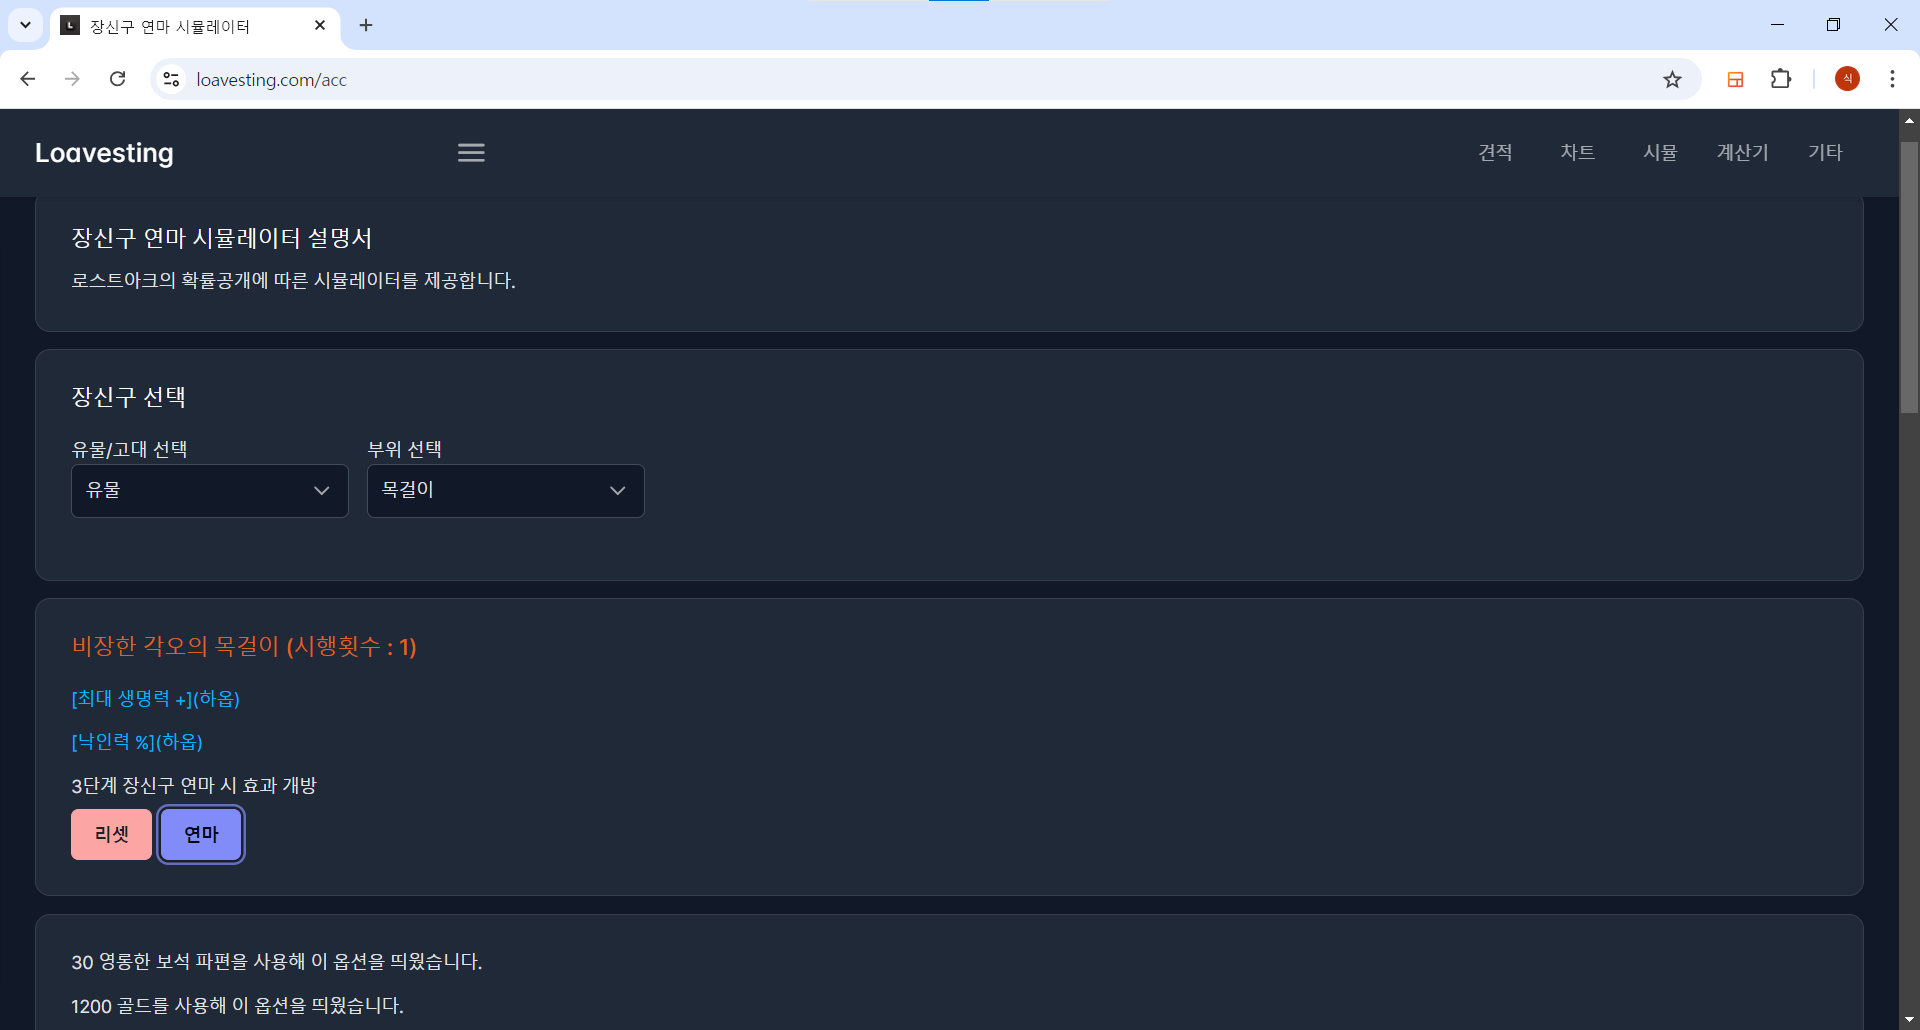 장신구 연마 시뮬레이터
loavesting.com/acc
식
Loavesting
견적 차트 시뮬 계산기 기타
장신구 연마 시뮬레이터 설명서
로스트아크의 확률공개에 따른 시뮬레이터를 제공합니다.
장신구 선택
유물/고대 선택 부위 선택
유물 목걸이
비장한 각오의 목걸이 (시행횟수 : 1)
[최대 생명력 +](하옵)
[낙인력 %](하옵)
3단계 장신구 연마 시 효과 개방
리셋 연마
30 영롱한 보석 파편을 사용해 이 옵션을 띄웠습니다.
1200 골드를 사용해 이 옵션을 띄웠습니다.